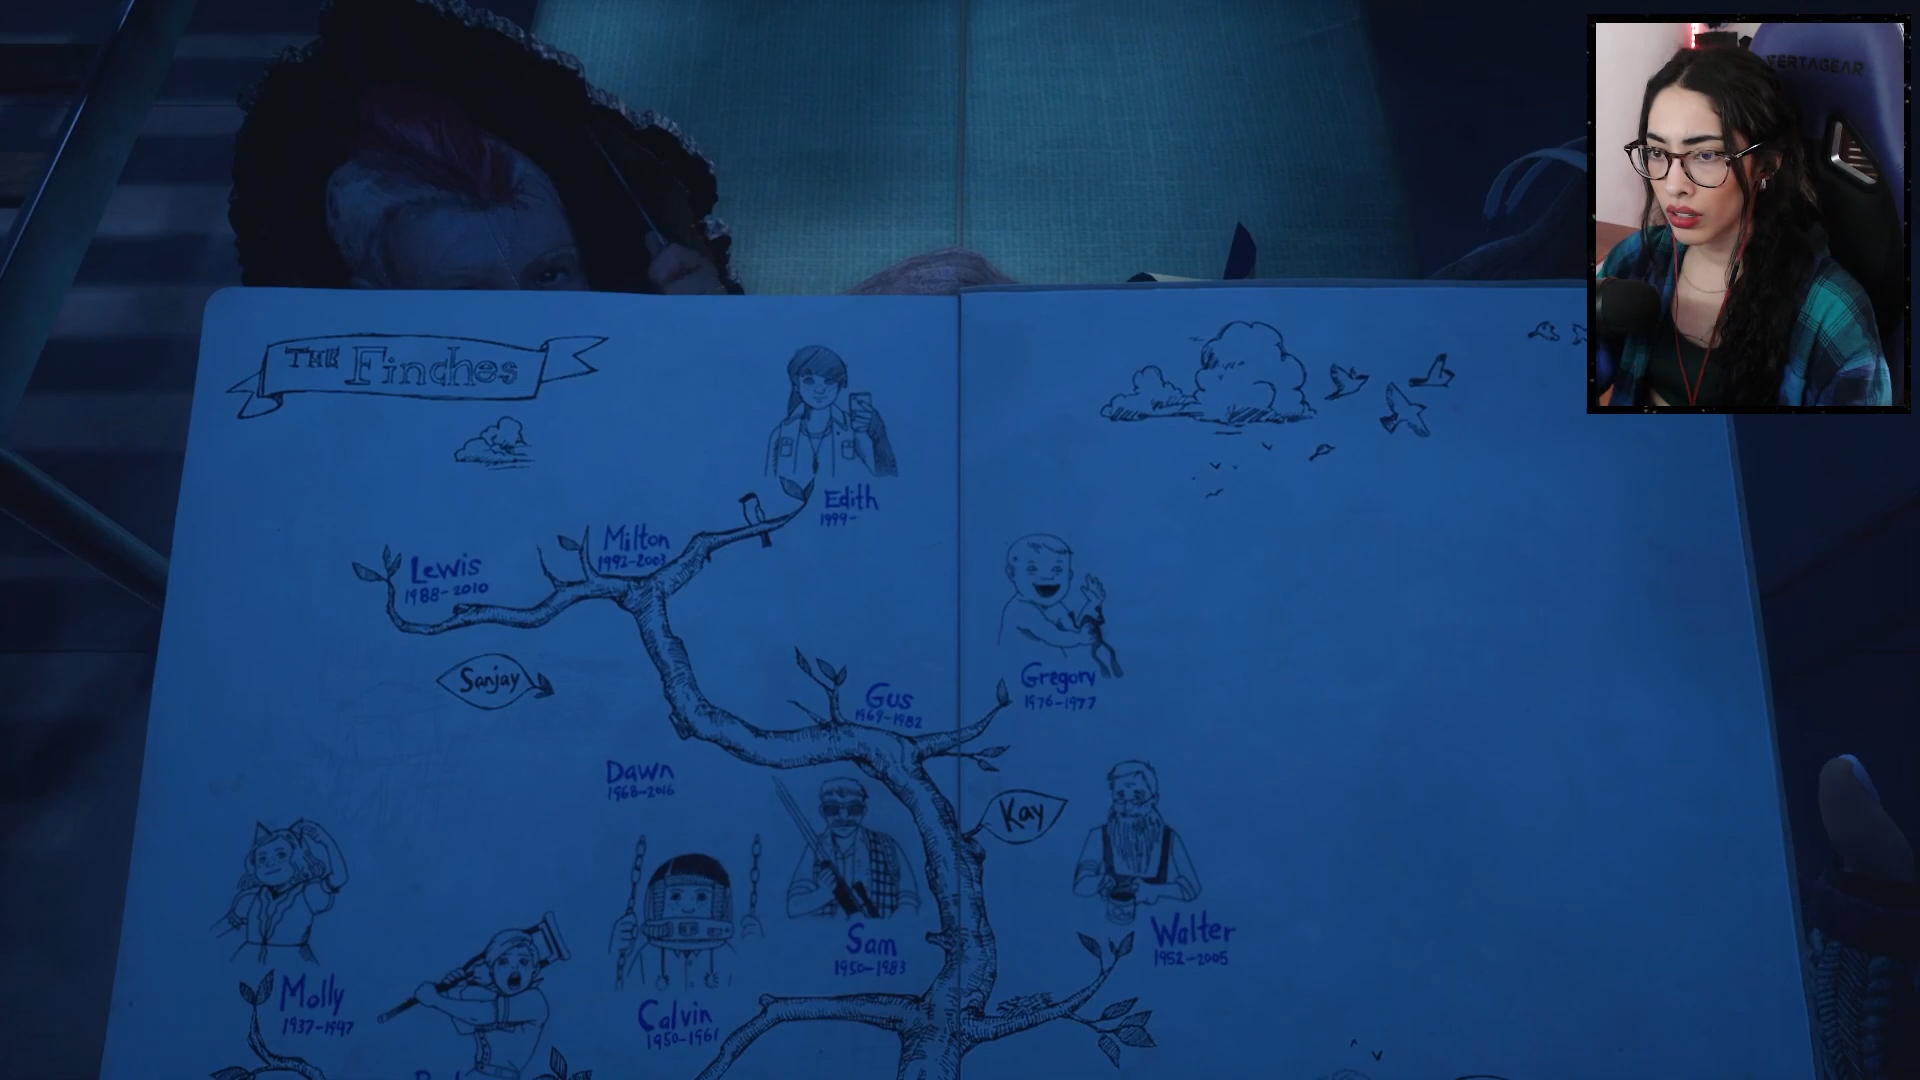 VERTAGEAR
THE Finches
Edith
1999-
Milton
1992-2003
Lewis
1988-2010
Sanjay
Gregory
1976-1977
Gus
1969-1982
Dawn
1968-2016
Kay
Walter
1952-2005
Sam
1950-1983
Molly
1937-1947
Calvin
1950-1961